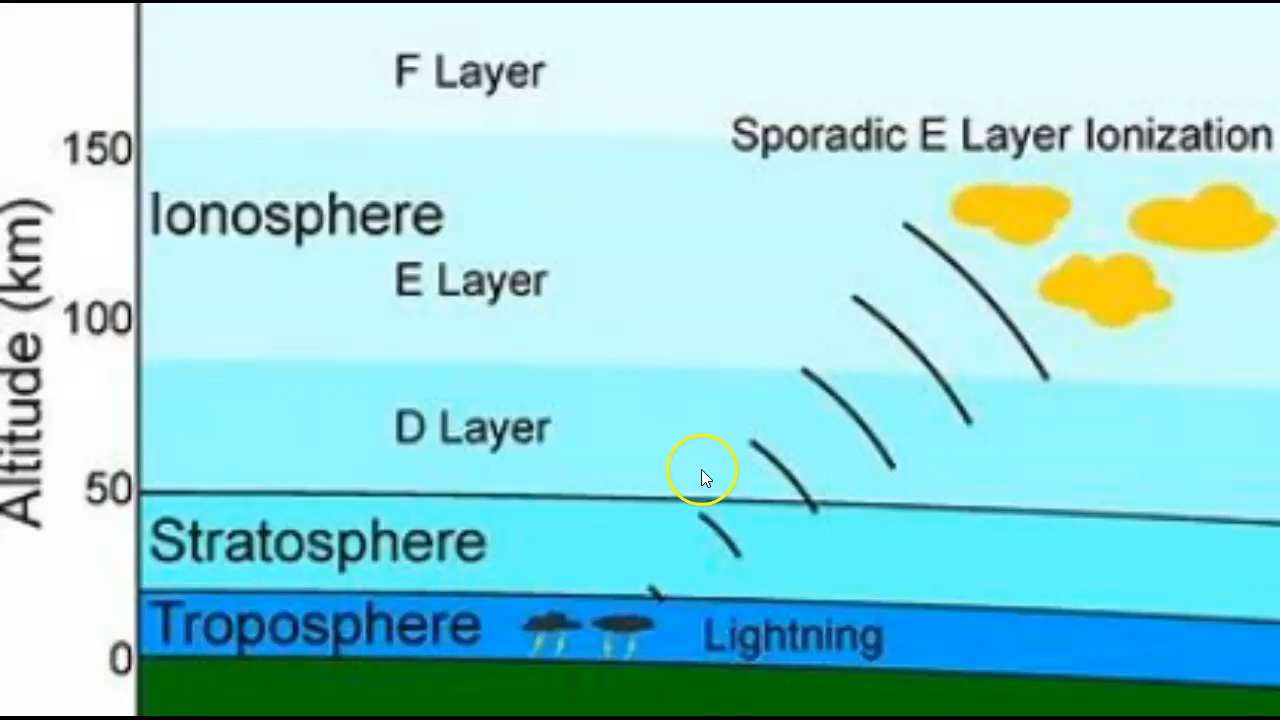 F Layer
Sporadic E Layer Ionization
150
Ionosphere
E Layer
100
Altitude (km)
D Layer
50
Stratosphere
Troposphere
Lightning
0